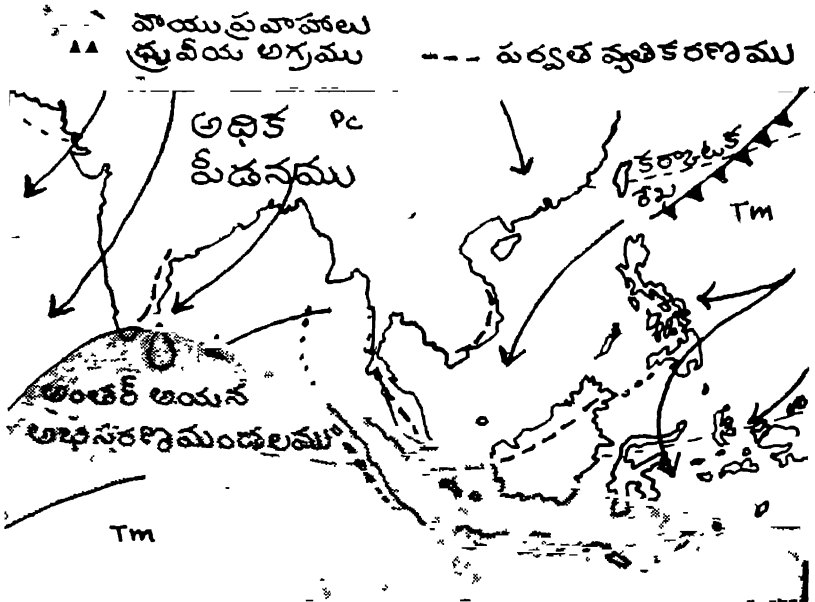 వాయు ప్రవాహాలు
ధ్రువీయ అగ్రము
--- పర్వత వ్యతికరణము
అధిక Pc
పీడనము
కర్కాటక
రేఖ
Tm
అంతర్ అయన
అభిసరణమండలము
Tm